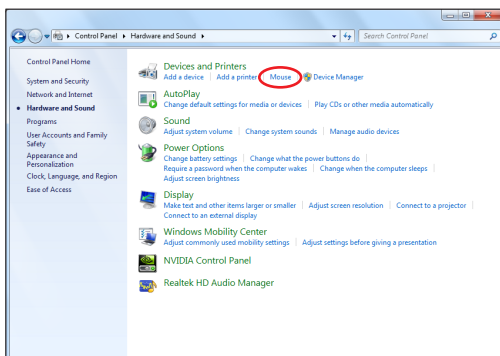 Control Panel ▸ Hardware and Sound ▸
Search Control Panel
Control Panel Home
System and Security
Network and Internet
Hardware and Sound
Programs
User Accounts and Family
Safety
Appearance and
Personalization
Clock, Language, and Region
Ease of Access
Devices and Printers
Add a device | Add a printer | Mouse | Device Manager
AutoPlay
Change default settings for media or devices | Play CDs or other media automatically
Sound
Adjust system volume | Change system sounds | Manage audio devices
Power Options
Change battery settings | Change what the power buttons do |
Require a password when the computer wakes | Change when the computer sleeps |
Adjust screen brightness
Display
Make text and other items larger or smaller | Adjust screen resolution | Connect to a projector |
Connect to an external display
Windows Mobility Center
Adjust commonly used mobility settings | Adjust settings before giving a presentation
NVIDIA Control Panel
Realtek HD Audio Manager